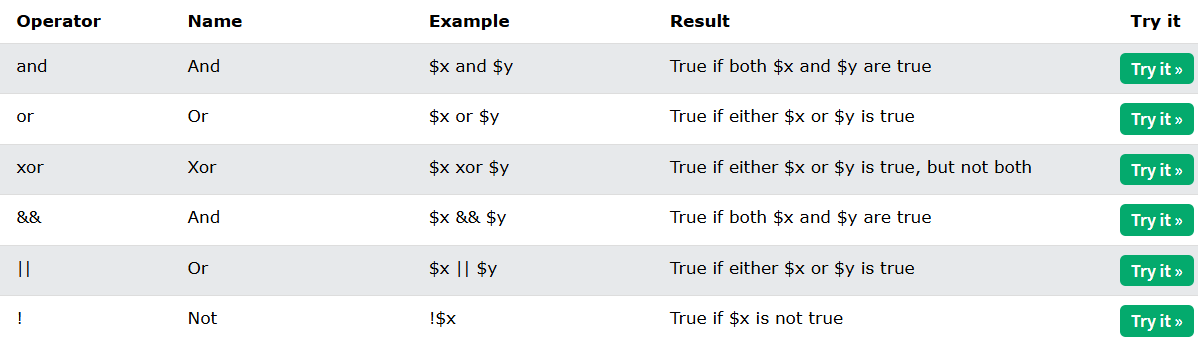 Operator Name Example Result Try it
and And $x and $y True if both $x and $y are true Try it »
or Or $x or $y True if either $x or $y is true Try it »
xor Xor $x xor $y True if either $x or $y is true, but not both Try it »
&& And $x && $y True if both $x and $y are true Try it »
|| Or $x || $y True if either $x or $y is true Try it »
! Not !$x True if $x is not true Try it »